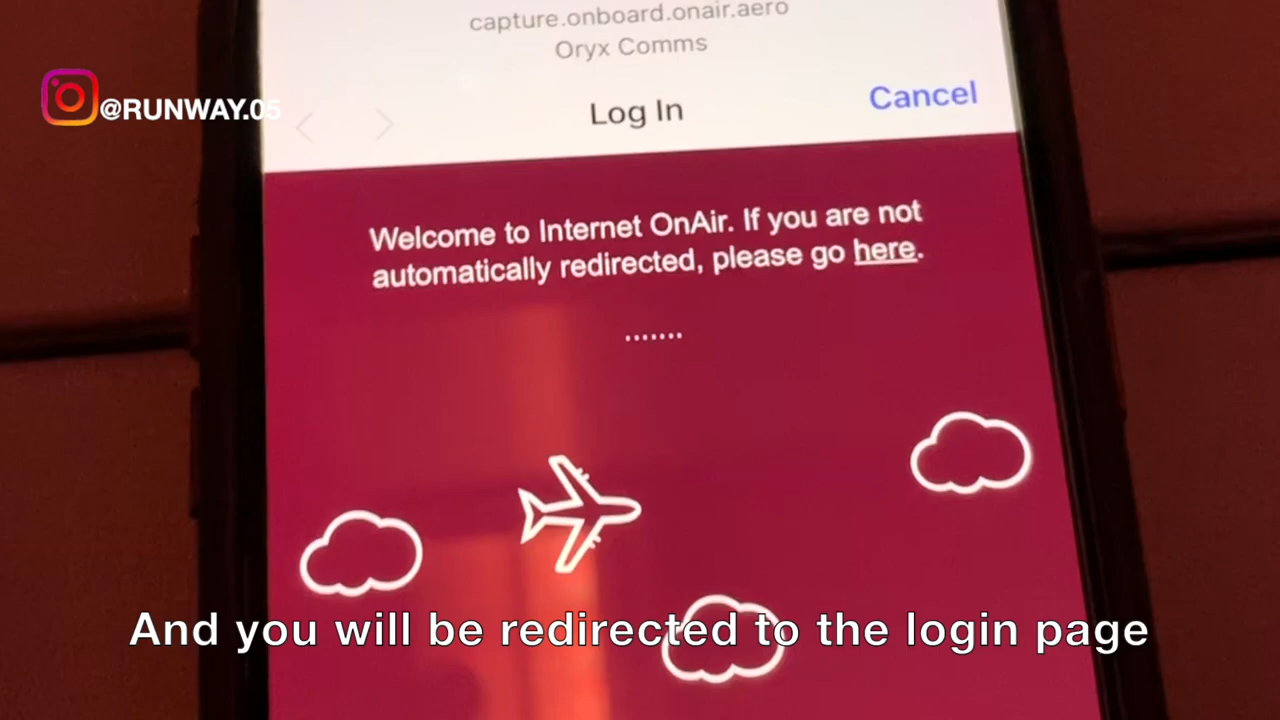 capture.onboard.onair.aero
Oryx Comms
@RUNWAY.05
Log In
Cancel
Welcome to Internet OnAir. If you are not
automatically redirected, please go here.
And you will be redirected to the login page